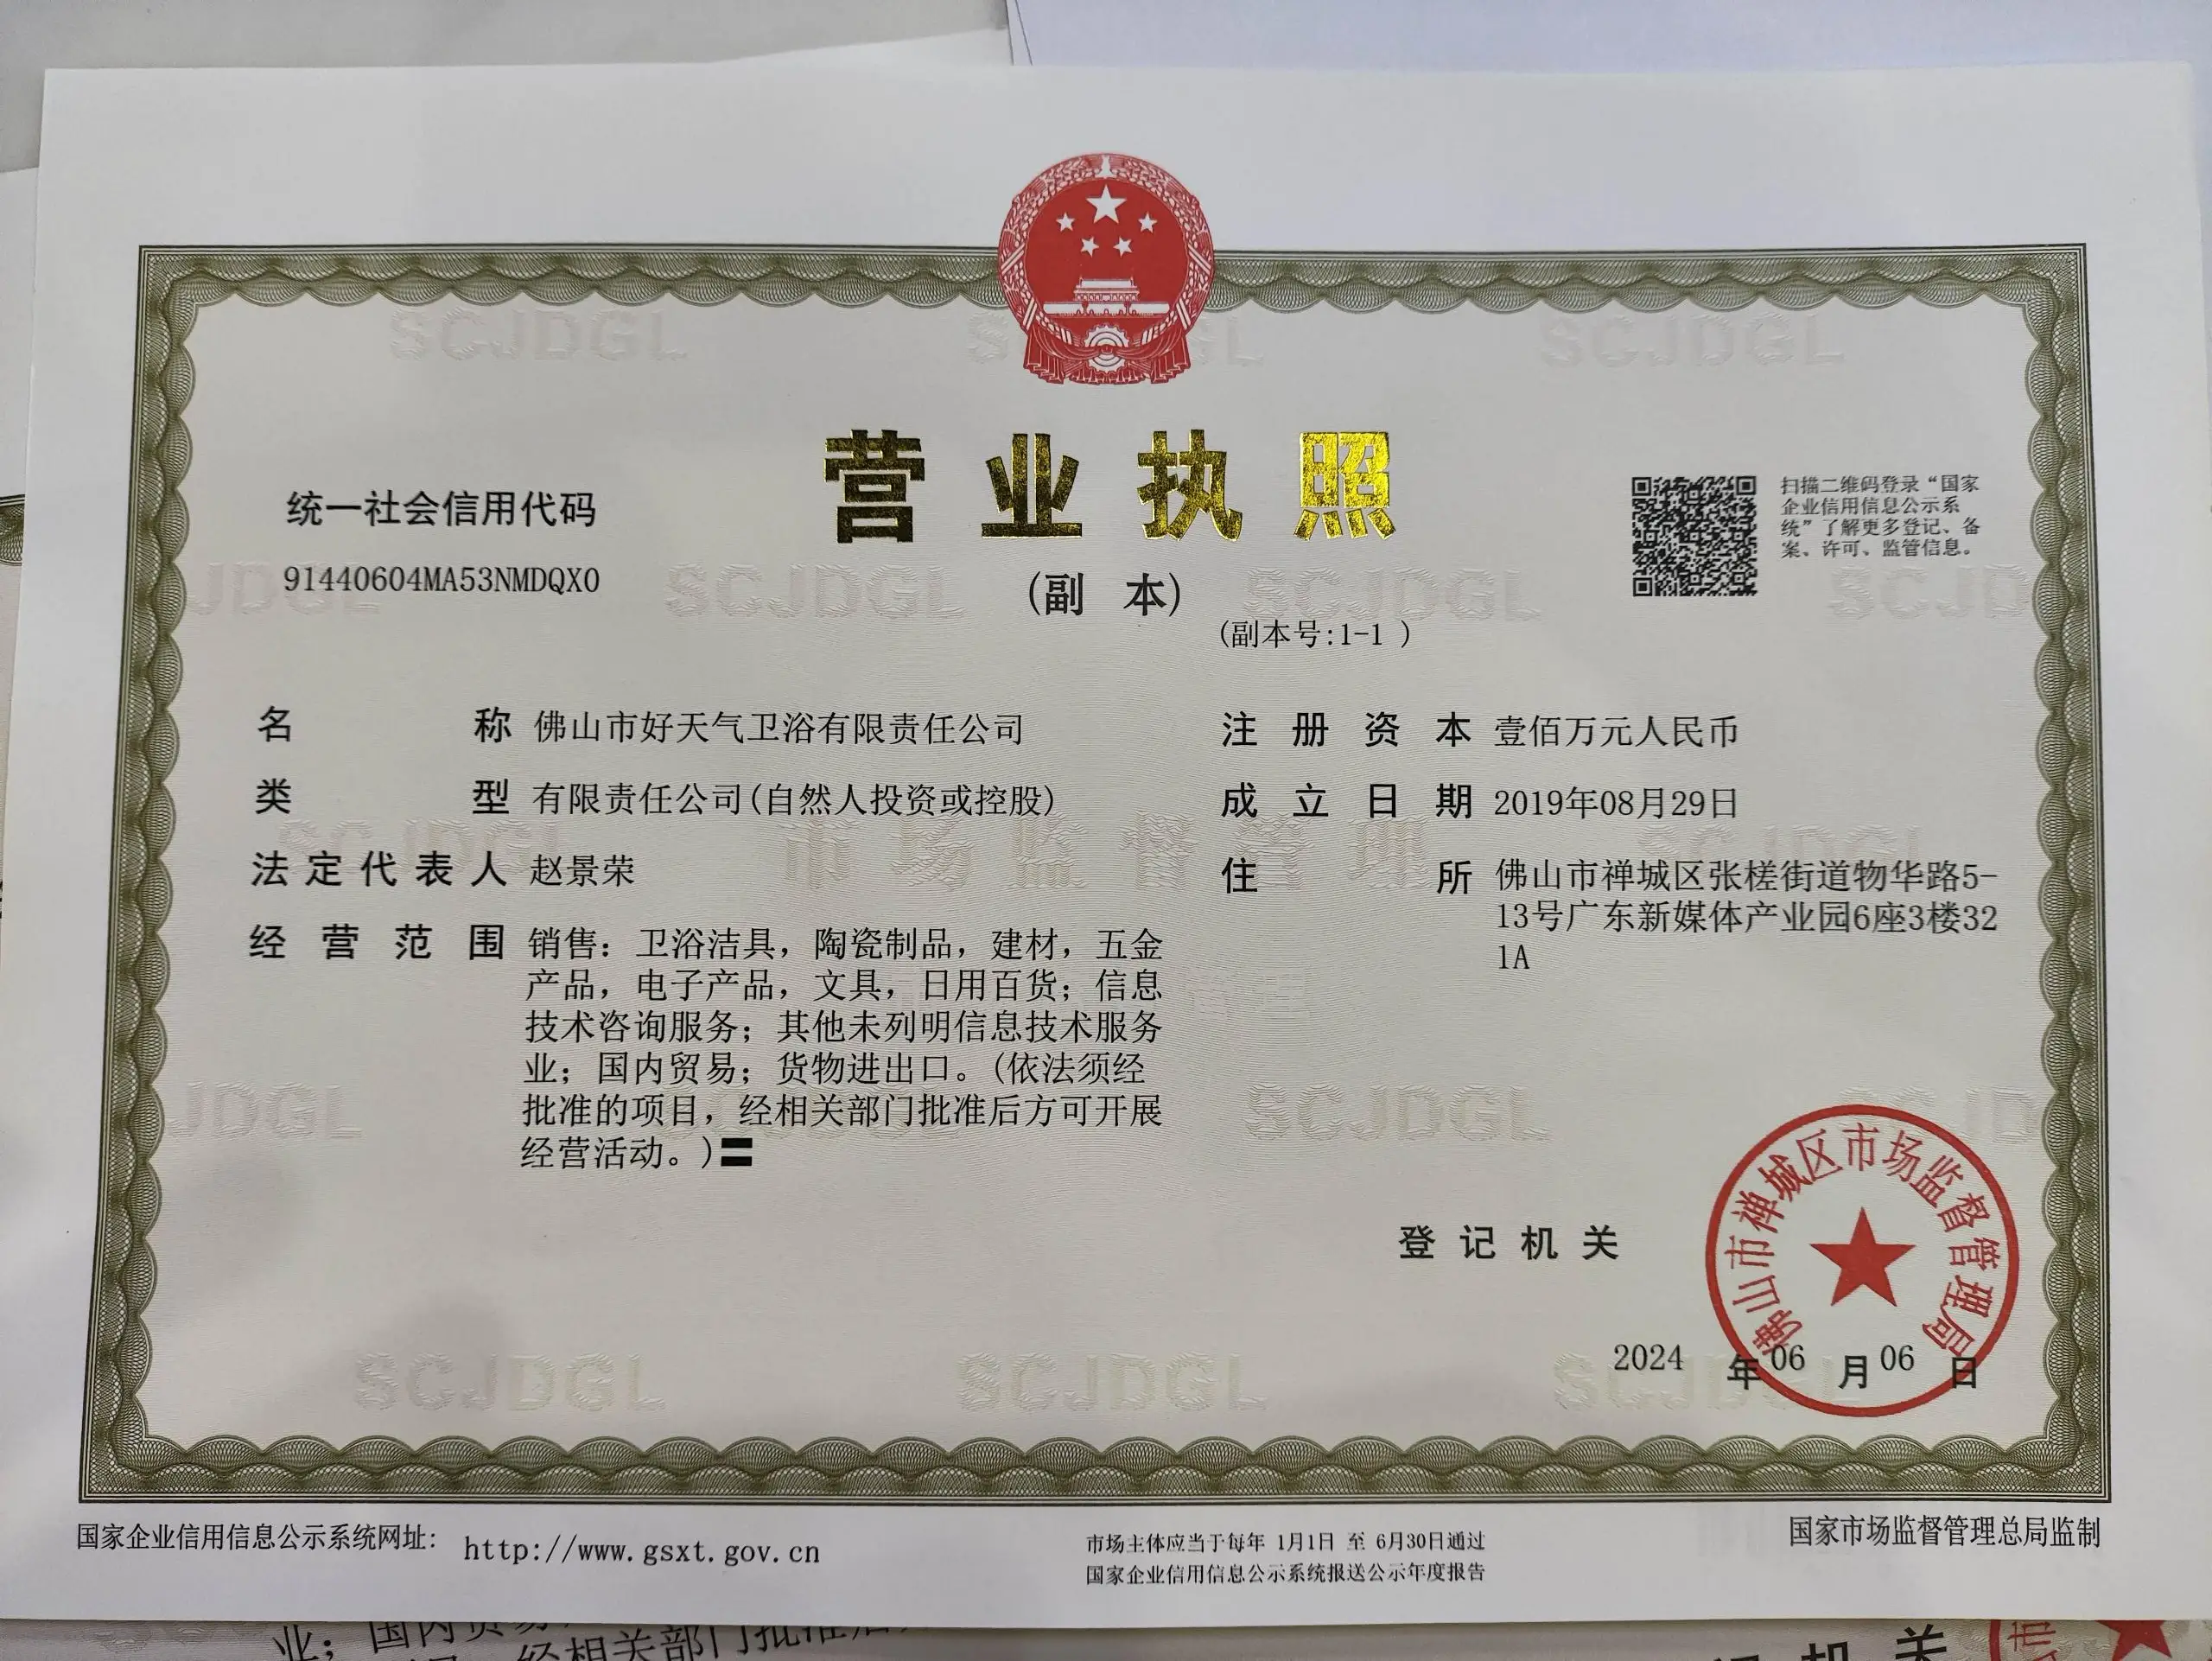 营业执照
(副 本)
(副本号:1-1 )
统一社会信用代码
91440604MA53NMDQX0
扫描二维码登录“国家
企业信用信息公示系
统”了解更多登记、备
案、许可、监管信息。
名 称 佛山市好天气卫浴有限责任公司
类 型 有限责任公司(自然人投资或控股)
法定代表人 赵景荣
经营范围 销售：卫浴洁具，陶瓷制品，建材，五金
产品，电子产品，文具，日用百货；信息
技术咨询服务；其他未列明信息技术服务
业；国内贸易；货物进出口。(依法须经
批准的项目，经相关部门批准后方可开展
经营活动。)〓
注册资本 壹佰万元人民币
成立日期 2019年08月29日
住 所 佛山市禅城区张槎街道物华路5-
13号广东新媒体产业园6座3楼32
1A
登记机关
佛山市禅城区市场监督管理局
2024 年 06 月 06 日
国家企业信用信息公示系统网址： http://www.gsxt.gov.cn
市场主体应当于每年 1月1日 至 6月30日通过
国家企业信用信息公示系统报送公示年度报告
国家市场监督管理总局监制
SCJDGL
市场监督管理